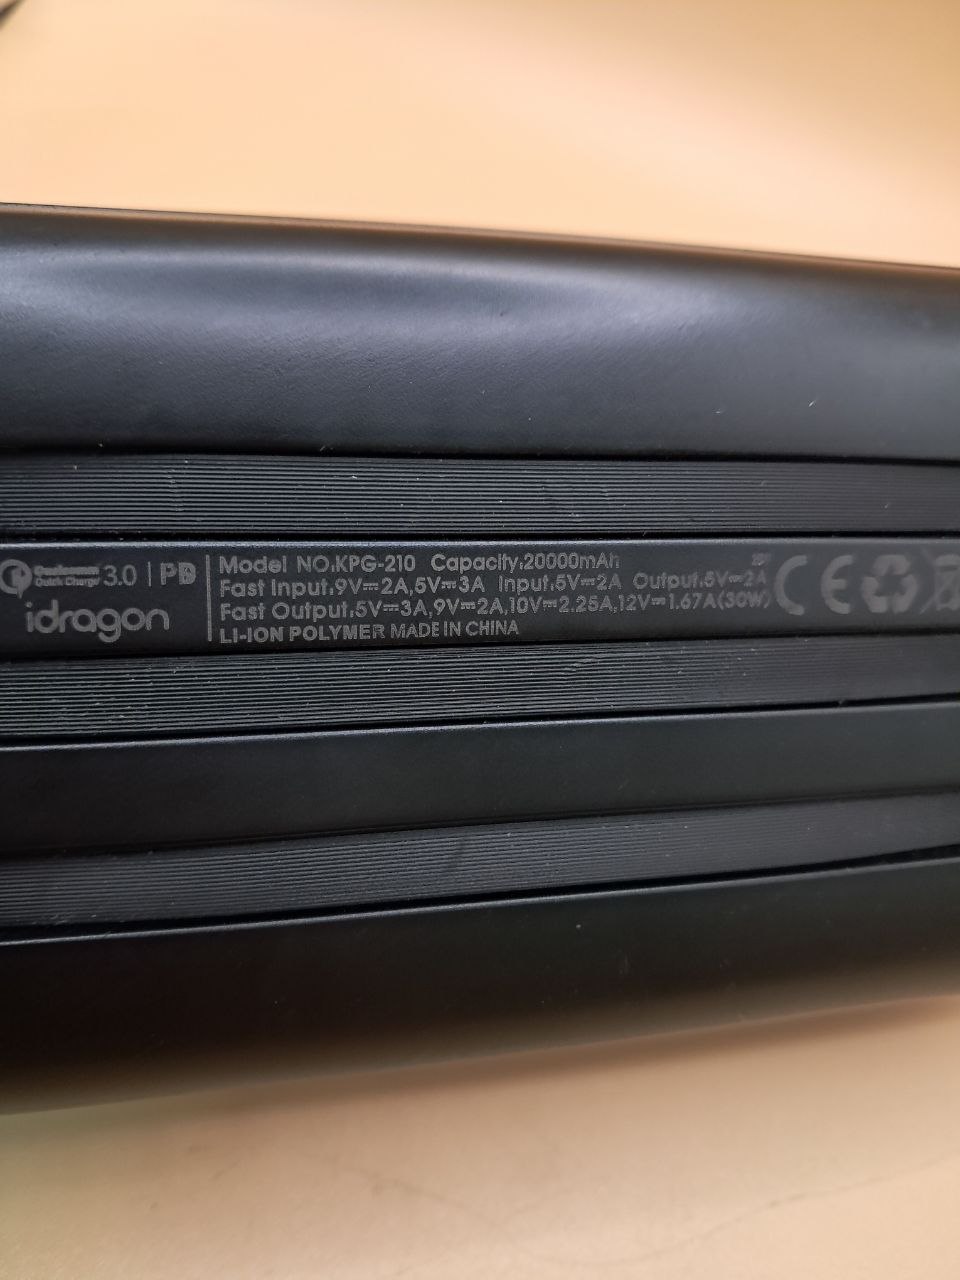 Qualcomm
Quick Charge 3.0 | PD
idragon
Model NO.:KPG-210 Capacity:20000mAh
Fast Input:9V⎓2A,5V⎓3A Input:5V⎓2A Output:5V⎓2A
Fast Output:5V⎓3A,9V⎓2A,10V⎓2.25A,12V⎓1.67A(30W)
LI-ION POLYMER MADE IN CHINA
CE